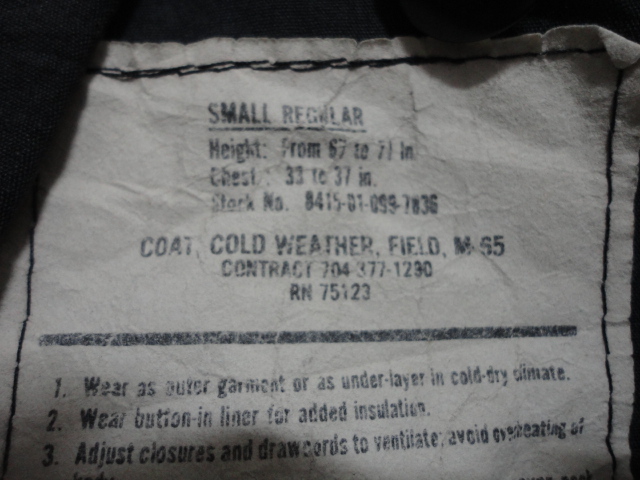 SMALL REGULAR
Height: From 67 to 71 in
Chest : 33 to 37 in.
Stock No. 8415-01-099-7836
COAT, COLD WEATHER, FIELD, M-65
CONTRACT 704-377-1290
RN 75123
1. Wear as outer garment or as under-layer in cold-dry climate.
2. Wear button-in liner for added insulation.
3. Adjust closures and drawcords to ventilate; avoid overheating of